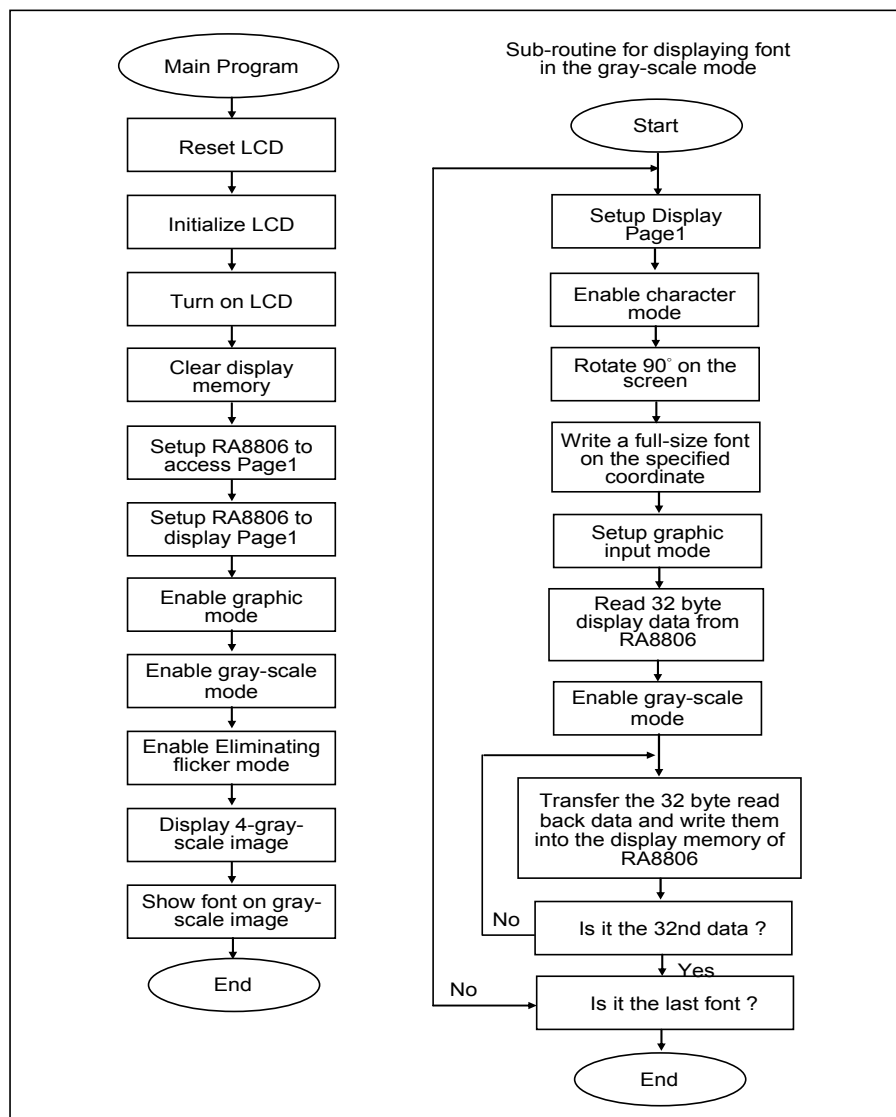 Main Program
Reset LCD
Initialize LCD
Turn on LCD
Clear display
memory
Setup RA8806 to
access Page1
Setup RA8806 to
display Page1
Enable graphic
mode
Enable gray-scale
mode
Enable Eliminating
flicker mode
Display 4-gray-
scale image
Show font on gray-
scale image
End
Sub-routine for displaying font
in the gray-scale mode
Start
Setup Display
Page1
Enable character
mode
Rotate 90° on the
screen
Write a full-size font
on the specified
coordinate
Setup graphic
input mode
Read 32 byte
display data from
RA8806
Enable gray-scale
mode
Transfer the 32 byte read
back data and write them
into the display memory of
RA8806
No
Is it the 32nd data ?
Yes
No
Is it the last font ?
End